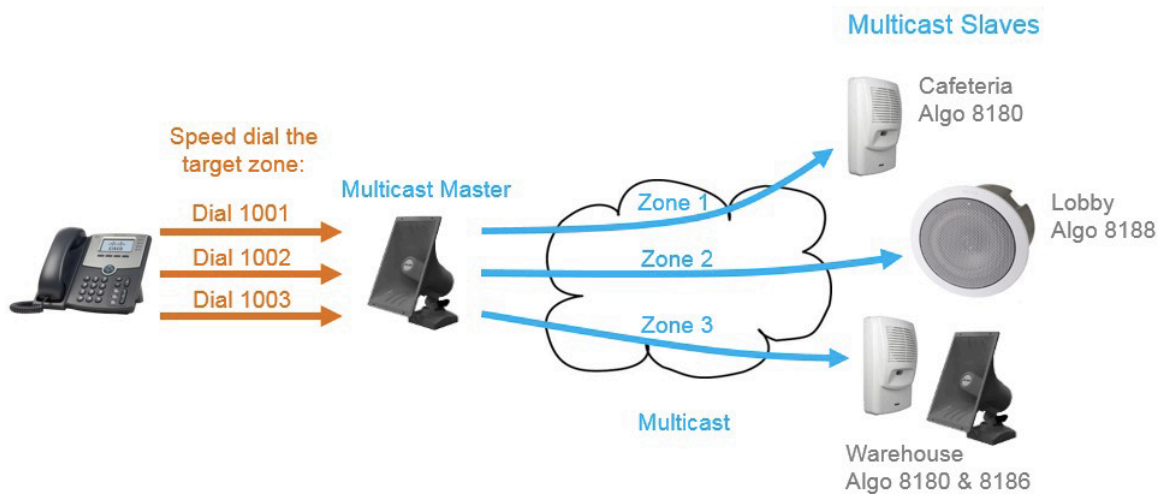 Multicast Slaves
Cafeteria
Algo 8180
Speed dial the
target zone:
Multicast Master
Dial 1001
Dial 1002
Dial 1003
Zone 1
Zone 2
Zone 3
Lobby
Algo 8188
Multicast
Warehouse
Algo 8180 & 8186